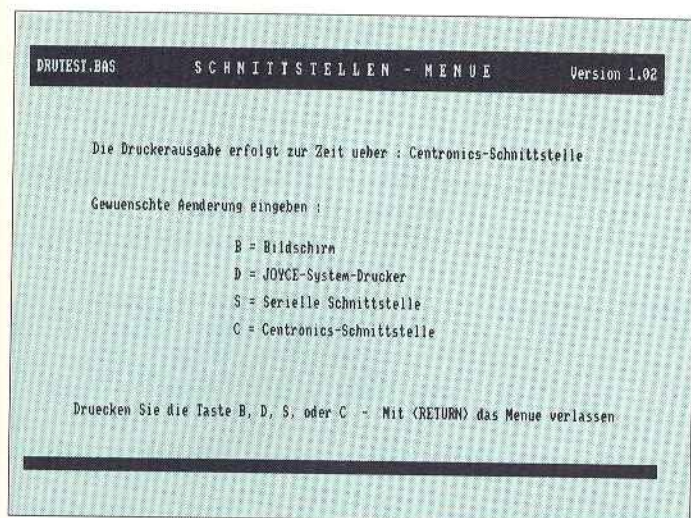 DRUTEST.BAS S C H N I T T S T E L L E N - M E N U E Version 1.02
Die Druckerausgabe erfolgt zur Zeit ueber : Centronics-Schnittstelle
Gewuenschte Aenderung eingeben :
B = Bildschirm
D = JOYCE-System-Drucker
S = Serielle Schnittstelle
C = Centronics-Schnittstelle
Druecken Sie die Taste B, D, S, oder C - Mit <RETURN> das Menue verlassen